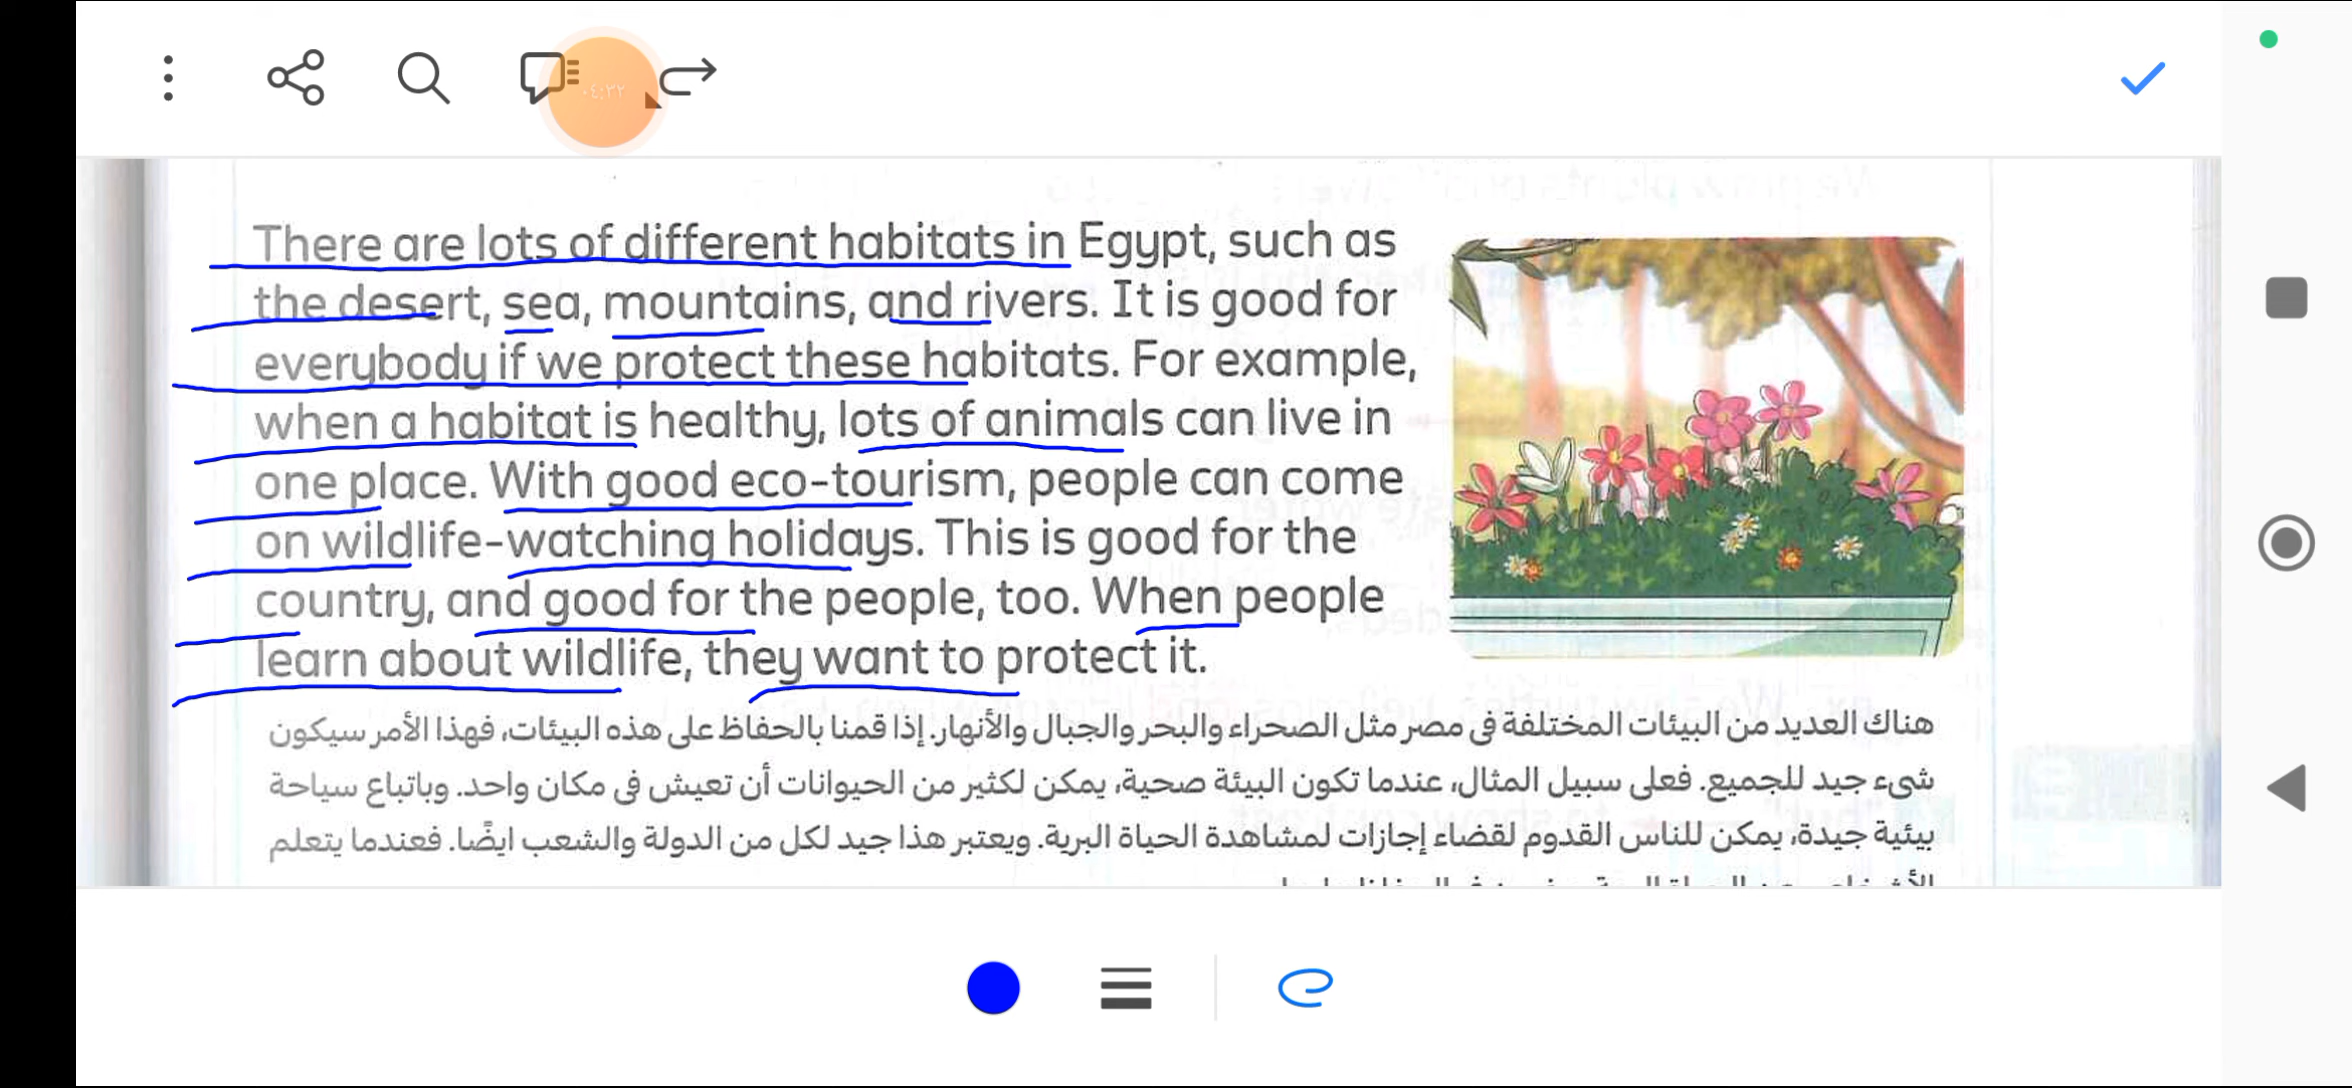 ٠٤:٣٢
There are lots of different habitats in Egypt, such as
the desert, sea, mountains, and rivers. It is good for
everybody if we protect these habitats. For example,
when a habitat is healthy, lots of animals can live in
one place. With good eco-tourism, people can come
on wildlife-watching holidays. This is good for the
country, and good for the people, too. When people
learn about wildlife, they want to protect it.
هناك العديد من البيئات المختلفة فى مصر مثل الصحراء والبحر والجبال والأنهار. إذا قمنا بالحفاظ على هذه البيئات، فهذا الأمر سيكون
شىء جيد للجميع. فعلى سبيل المثال، عندما تكون البيئة صحية، يمكن لكثير من الحيوانات أن تعيش فى مكان واحد. وباتباع سياحة
بيئية جيدة، يمكن للناس القدوم لقضاء إجازات لمشاهدة الحياة البرية. ويعتبر هذا جيد لكل من الدولة والشعب ايضًا. فعندما يتعلم